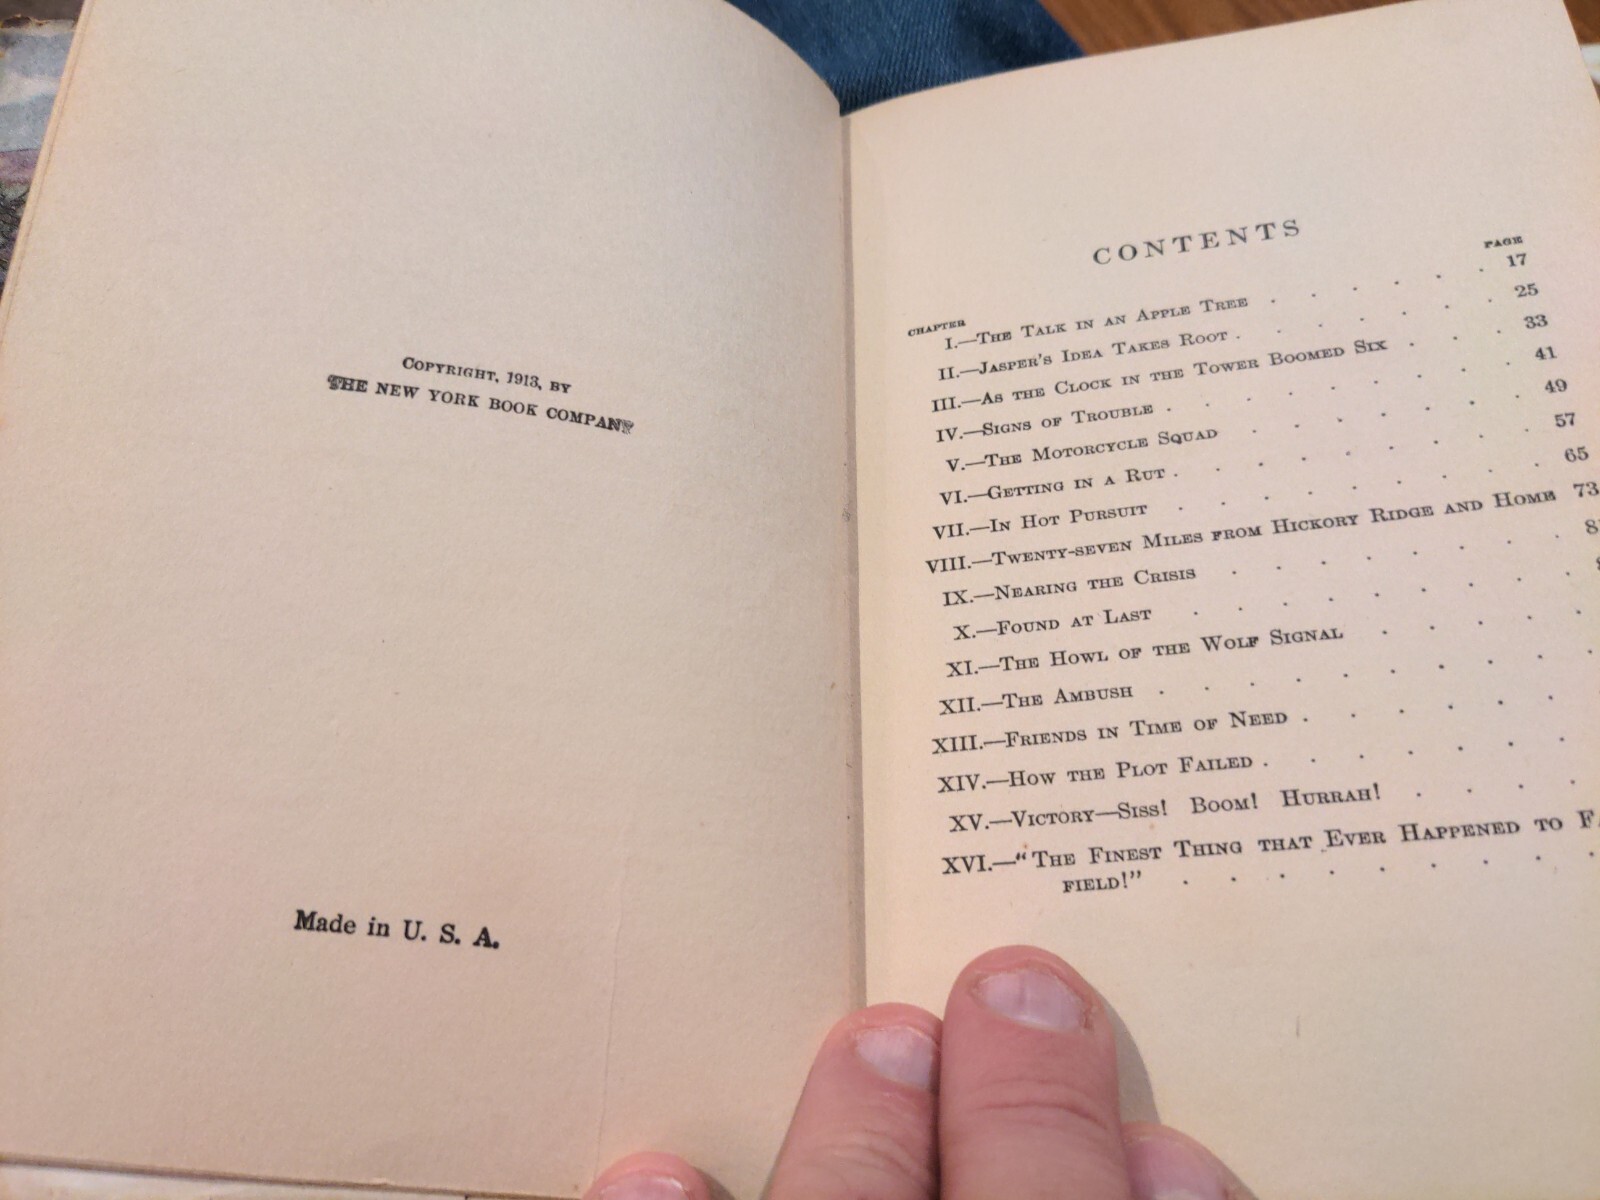 COPYRIGHT, 1913, BY
THE NEW YORK BOOK COMPANY
Made in U. S. A.
CONTENTS
CHAPTER PAGE
I.—THE TALK IN AN APPLE TREE . . . . . . 17
II.—JASPER'S IDEA TAKES ROOT . . . . . . . 25
III.—AS THE CLOCK IN THE TOWER BOOMED SIX . . . 33
IV.—SIGNS OF TROUBLE . . . . . . . . . 41
V.—THE MOTORCYCLE SQUAD . . . . . . . 49
VI.—GETTING IN A RUT . . . . . . . . . 57
VII.—IN HOT PURSUIT . . . . . . . . . 65
VIII.—TWENTY-SEVEN MILES FROM HICKORY RIDGE AND HOME 73
IX.—NEARING THE CRISIS . . . . . . . . 8
X.—FOUND AT LAST . . . . . . . . .
XI.—THE HOWL OF THE WOLF SIGNAL . . . . .
XII.—THE AMBUSH . . . . . . . . . .
XIII.—FRIENDS IN TIME OF NEED . . . . . .
XIV.—HOW THE PLOT FAILED . . . . . . .
XV.—VICTORY—SISS! BOOM! HURRAH! . . . .
XVI.—"THE FINEST THING THAT EVER HAPPENED TO FA
FIELD!" . . . . . . . . .